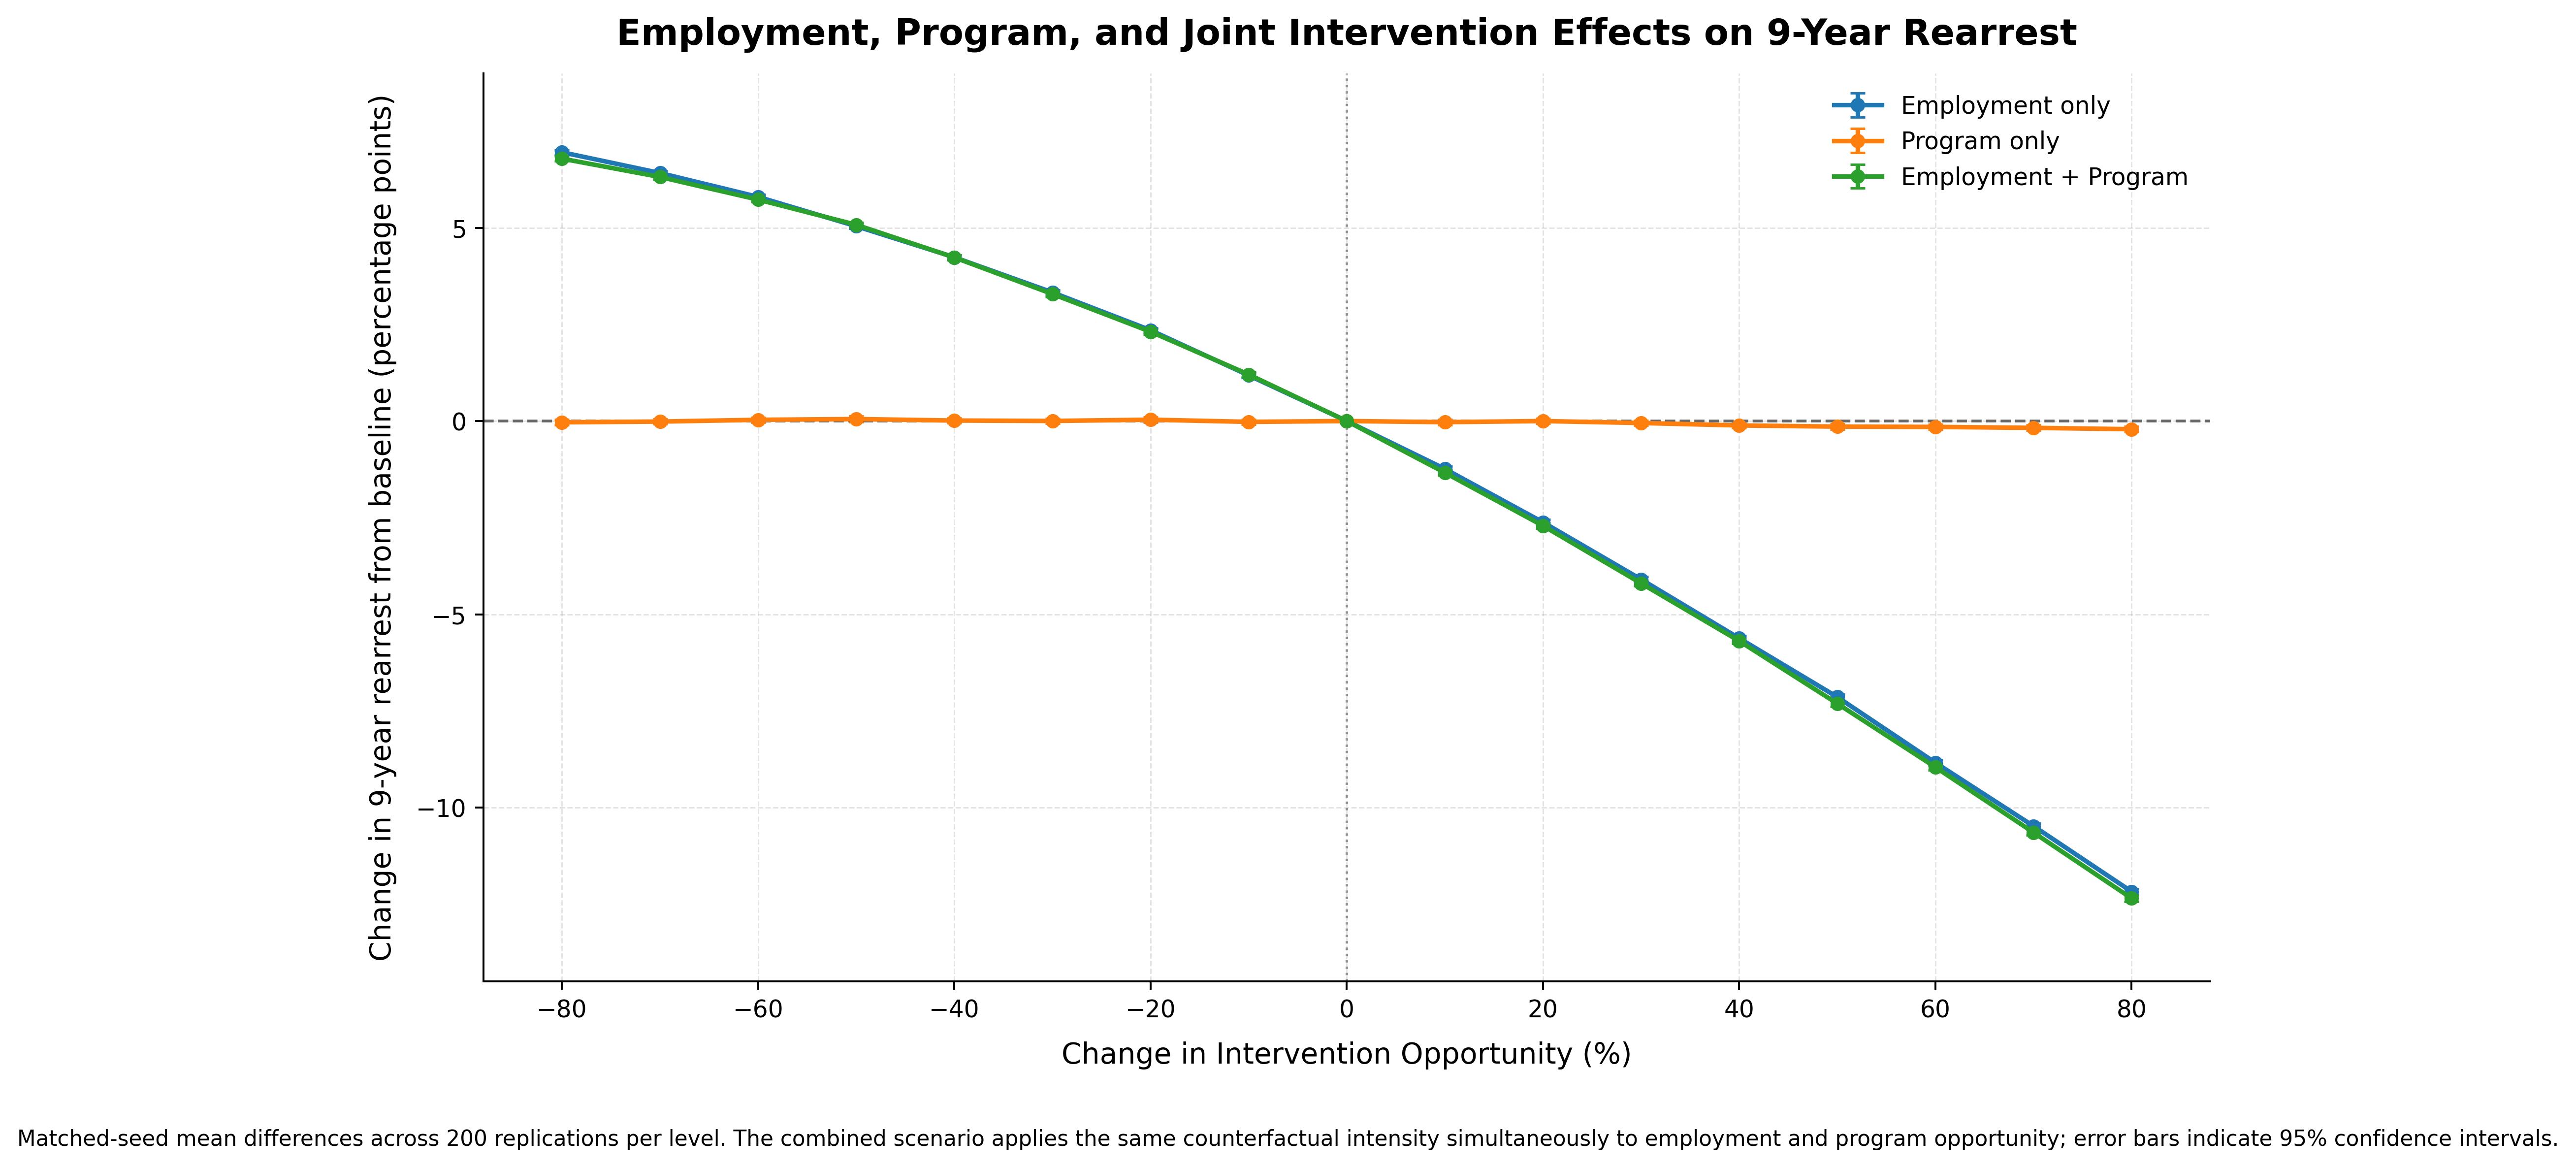 Employment, Program, and Joint Intervention Effects on 9-Year Rearrest
Employment only
Program only
Employment + Program
Change in 9-year rearrest from baseline (percentage points)
5
0
−5
−10
−80
−60
−40
−20
0
20
40
60
80
Change in Intervention Opportunity (%)
Matched-seed mean differences across 200 replications per level. The combined scenario applies the same counterfactual intensity simultaneously to employment and program opportunity; error bars indicate 95% confidence intervals.